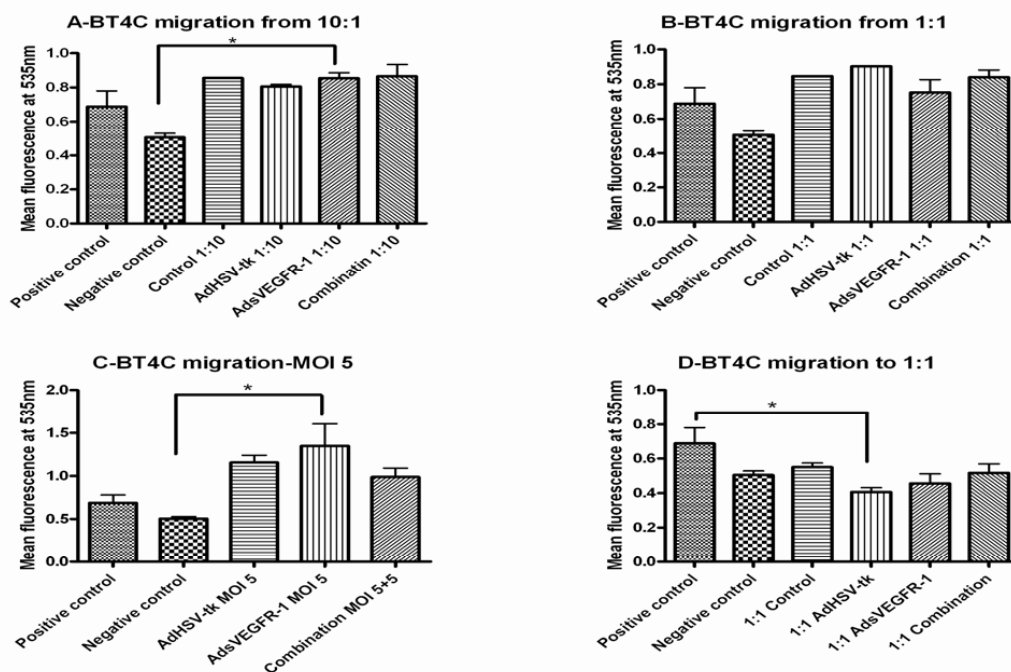 A-BT4C migration from 10:1
*
Mean fluorescence at 535nm
1.0
0.8
0.6
0.4
0.2
0.0
Positive control
Negative control
Control 1:10
AdHSV-tk 1:10
AdsVEGFR-1 1:10
Combinatin 1:10
B-BT4C migration from 1:1
Mean fluorescence at 535nm
1.0
0.8
0.6
0.4
0.2
0.0
Positive control
Negative control
Control 1:1
AdHSV-tk 1:1
AdsVEGFR-1 1:1
Combination 1:1
C-BT4C migration-MOI 5
*
Mean fluorescence at 535nm
2.0
1.5
1.0
0.5
0.0
Positive control
Negative control
AdHSV-tk MOI 5
AdsVEGFR-1 MOI 5
Combination MOI 5+5
D-BT4C migration to 1:1
*
Mean fluorescence at 535nm
1.0
0.8
0.6
0.4
0.2
0.0
Positive control
Negative control
1:1 Control
1:1 AdHSV-tk
1:1 AdsVEGFR-1
1:1 Combination